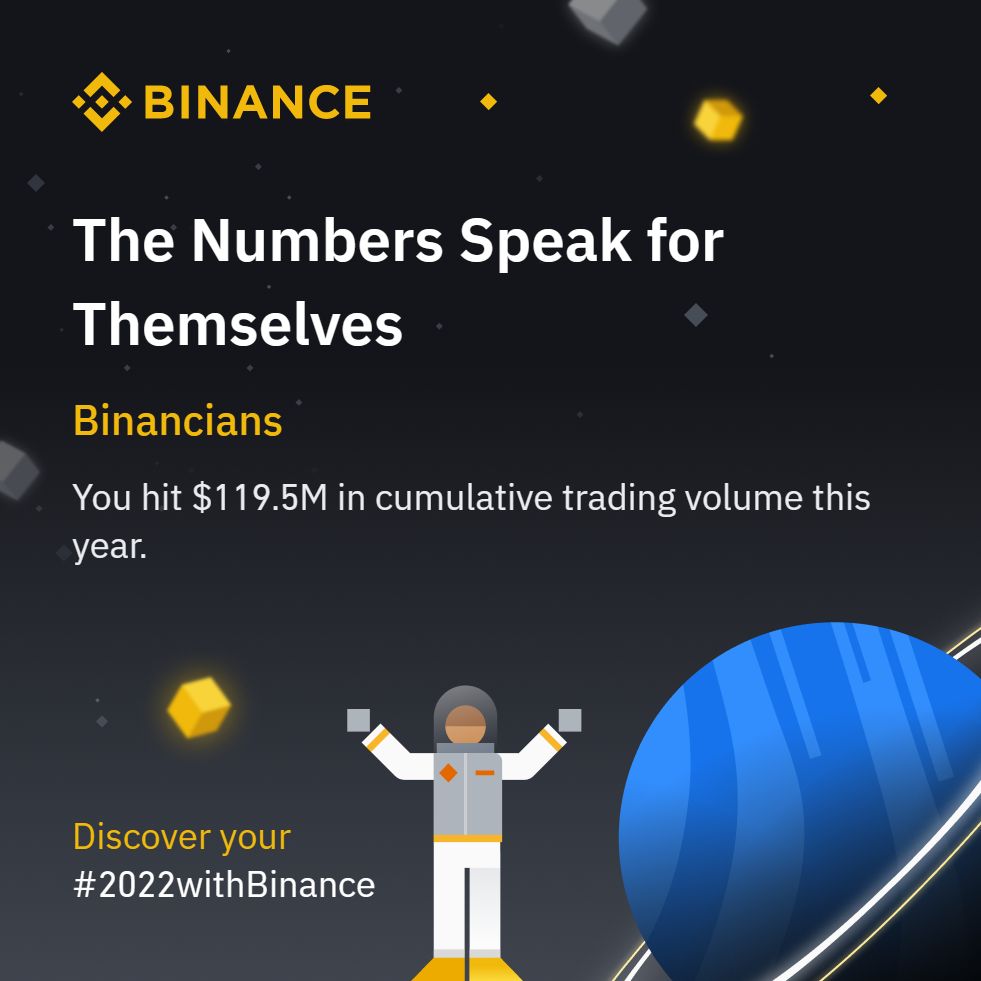 BINANCE
The Numbers Speak for
Themselves
Binancians
You hit $119.5M in cumulative trading volume this
year.
Discover your
#2022withBinance